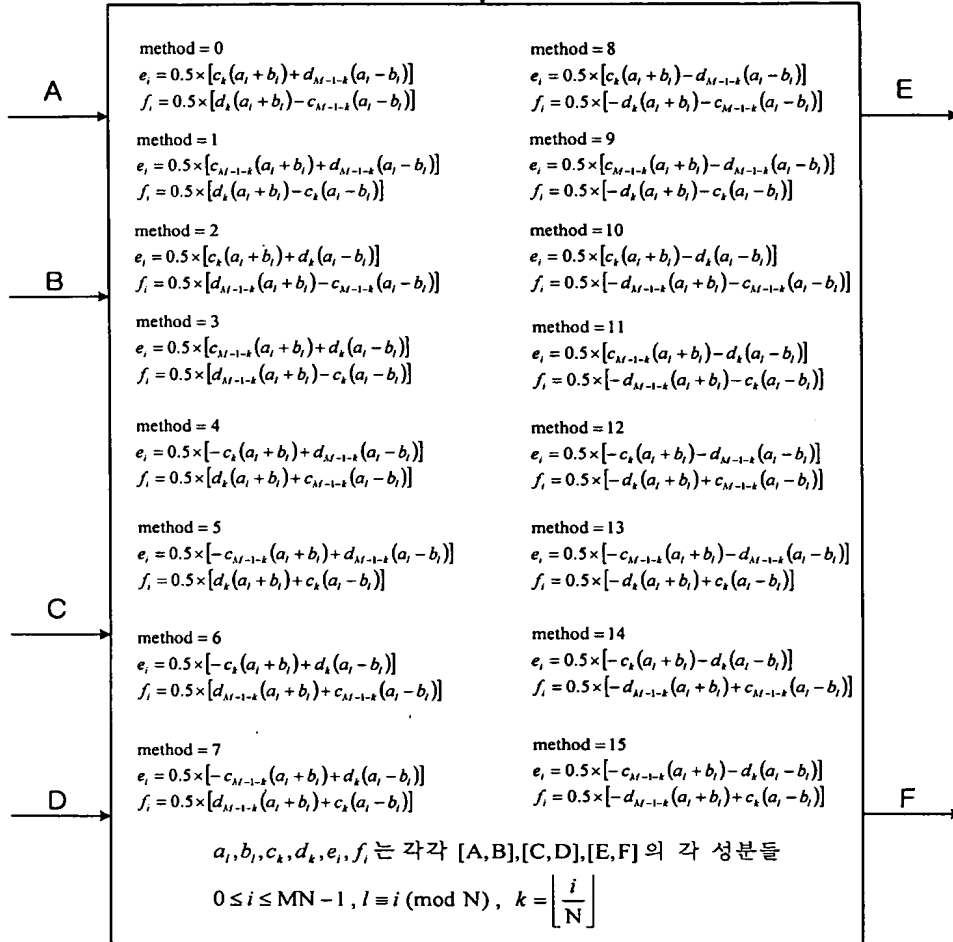 A
B
C
D
E
F
method = 0
e_i = 0.5×[c_k(a_l + b_l) + d_{M-1-k}(a_l − b_l)]
f_i = 0.5×[d_k(a_l + b_l) − c_{M-1-k}(a_l − b_l)]
method = 1
e_i = 0.5×[c_{M-1-k}(a_l + b_l) + d_{M-1-k}(a_l − b_l)]
f_i = 0.5×[d_k(a_l + b_l) − c_k(a_l − b_l)]
method = 2
e_i = 0.5×[c_k(a_l + b_l) + d_k(a_l − b_l)]
f_i = 0.5×[d_{M-1-k}(a_l + b_l) − c_{M-1-k}(a_l − b_l)]
method = 3
e_i = 0.5×[c_{M-1-k}(a_l + b_l) + d_k(a_l − b_l)]
f_i = 0.5×[d_{M-1-k}(a_l + b_l) − c_k(a_l − b_l)]
method = 4
e_i = 0.5×[−c_k(a_l + b_l) + d_{M-1-k}(a_l − b_l)]
f_i = 0.5×[d_k(a_l + b_l) + c_{M-1-k}(a_l − b_l)]
method = 5
e_i = 0.5×[−c_{M-1-k}(a_l + b_l) + d_{M-1-k}(a_l − b_l)]
f_i = 0.5×[d_k(a_l + b_l) + c_k(a_l − b_l)]
method = 6
e_i = 0.5×[−c_k(a_l + b_l) + d_k(a_l − b_l)]
f_i = 0.5×[d_{M-1-k}(a_l + b_l) + c_{M-1-k}(a_l − b_l)]
method = 7
e_i = 0.5×[−c_{M-1-k}(a_l + b_l) + d_k(a_l − b_l)]
f_i = 0.5×[d_{M-1-k}(a_l + b_l) + c_k(a_l − b_l)]
method = 8
e_i = 0.5×[c_k(a_l + b_l) − d_{M-1-k}(a_l − b_l)]
f_i = 0.5×[−d_k(a_l + b_l) − c_{M-1-k}(a_l − b_l)]
method = 9
e_i = 0.5×[c_{M-1-k}(a_l + b_l) − d_{M-1-k}(a_l − b_l)]
f_i = 0.5×[−d_k(a_l + b_l) − c_k(a_l − b_l)]
method = 10
e_i = 0.5×[c_k(a_l + b_l) − d_k(a_l − b_l)]
f_i = 0.5×[−d_{M-1-k}(a_l + b_l) − c_{M-1-k}(a_l − b_l)]
method = 11
e_i = 0.5×[c_{M-1-k}(a_l + b_l) − d_k(a_l − b_l)]
f_i = 0.5×[−d_{M-1-k}(a_l + b_l) − c_k(a_l − b_l)]
method = 12
e_i = 0.5×[−c_k(a_l + b_l) − d_{M-1-k}(a_l − b_l)]
f_i = 0.5×[−d_k(a_l + b_l) + c_{M-1-k}(a_l − b_l)]
method = 13
e_i = 0.5×[−c_{M-1-k}(a_l + b_l) − d_{M-1-k}(a_l − b_l)]
f_i = 0.5×[−d_k(a_l + b_l) + c_k(a_l − b_l)]
method = 14
e_i = 0.5×[−c_k(a_l + b_l) − d_k(a_l − b_l)]
f_i = 0.5×[−d_{M-1-k}(a_l + b_l) + c_{M-1-k}(a_l − b_l)]
method = 15
e_i = 0.5×[−c_{M-1-k}(a_l + b_l) − d_k(a_l − b_l)]
f_i = 0.5×[−d_{M-1-k}(a_l + b_l) + c_k(a_l − b_l)]
a_l, b_l, c_k, d_k, e_i, f_i 는 각각 [A,B],[C,D],[E,F] 의 각 성분들
0 ≤ i ≤ MN − 1 , l ≡ i (mod N) , k = ⌊i/N⌋